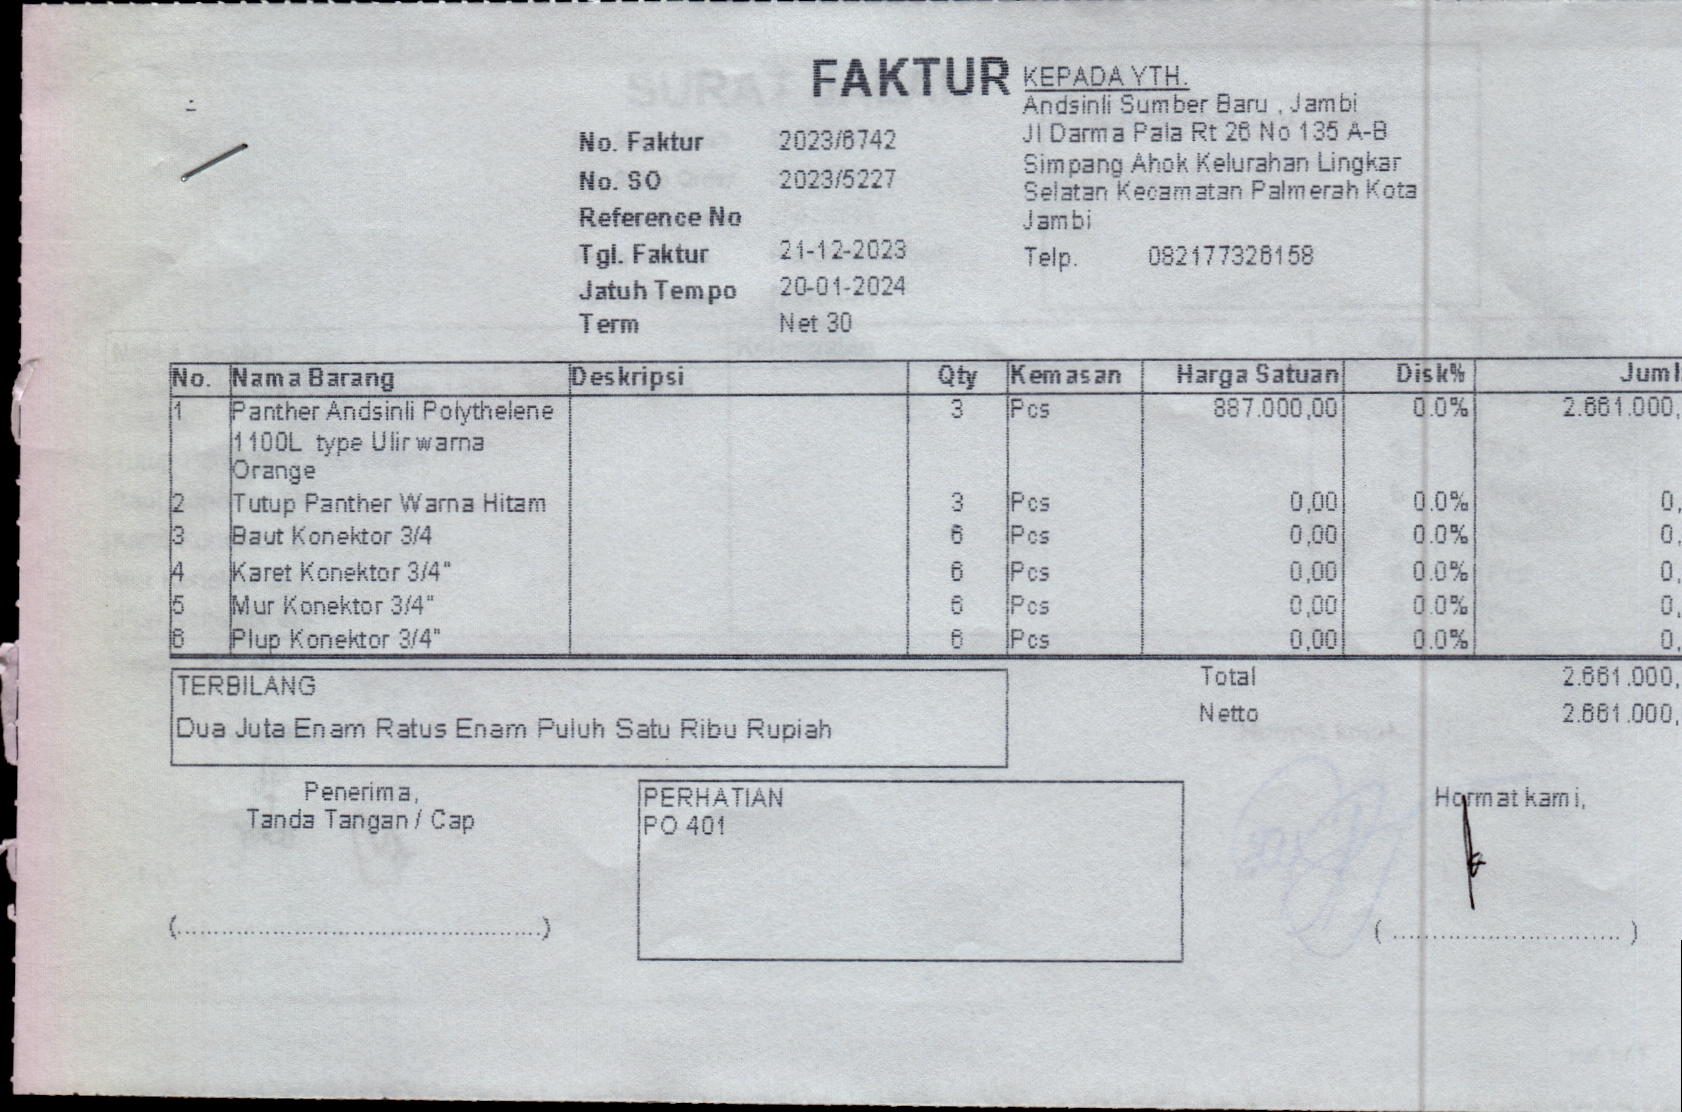 FAKTUR
No. Faktur 2023/6742
No. SO 2023/5227
Reference No
Tgl. Faktur 21-12-2023
Jatuh Tempo 20-01-2024
Term Net 30
KEPADA YTH.
Andsinli Sumber Baru , Jambi
Jl Darma Pala Rt 26 No 135 A-B
Simpang Ahok Kelurahan Lingkar
Selatan Kecamatan Palmerah Kota
Jambi
Telp. 082177326158
No. Nama Barang Deskripsi Qty Kemasan Harga Satuan Disk% Juml
1 Panther Andsinli Polythelene 3 Pcs 887.000,00 0.0% 2.661.000,
1100L type Ulir warna
Orange
2 Tutup Panther Warna Hitam 3 Pcs 0,00 0.0% 0,
3 Baut Konektor 3/4 6 Pcs 0,00 0.0% 0,
4 Karet Konektor 3/4" 6 Pcs 0,00 0.0% 0,
5 Mur Konektor 3/4" 6 Pcs 0,00 0.0% 0,
6 Plup Konektor 3/4" 6 Pcs 0,00 0.0% 0,
TERBILANG
Dua Juta Enam Ratus Enam Puluh Satu Ribu Rupiah
Total 2.661.000,
Netto 2.661.000,
Penerima,
Tanda Tangan / Cap
(..................................................)
PERHATIAN
PO 401
Hormat kami,
( ............................. )